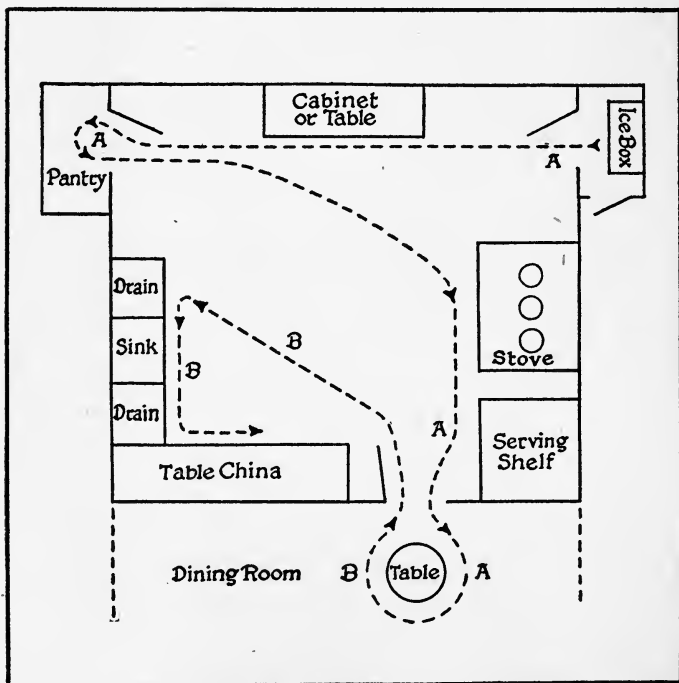 Cabinet
or Table
Ice Box
A
A
Pantry
Drain
Sink
Drain
B
B
Stove
A
Serving
Shelf
Table China
Dining Room
B
Table
A